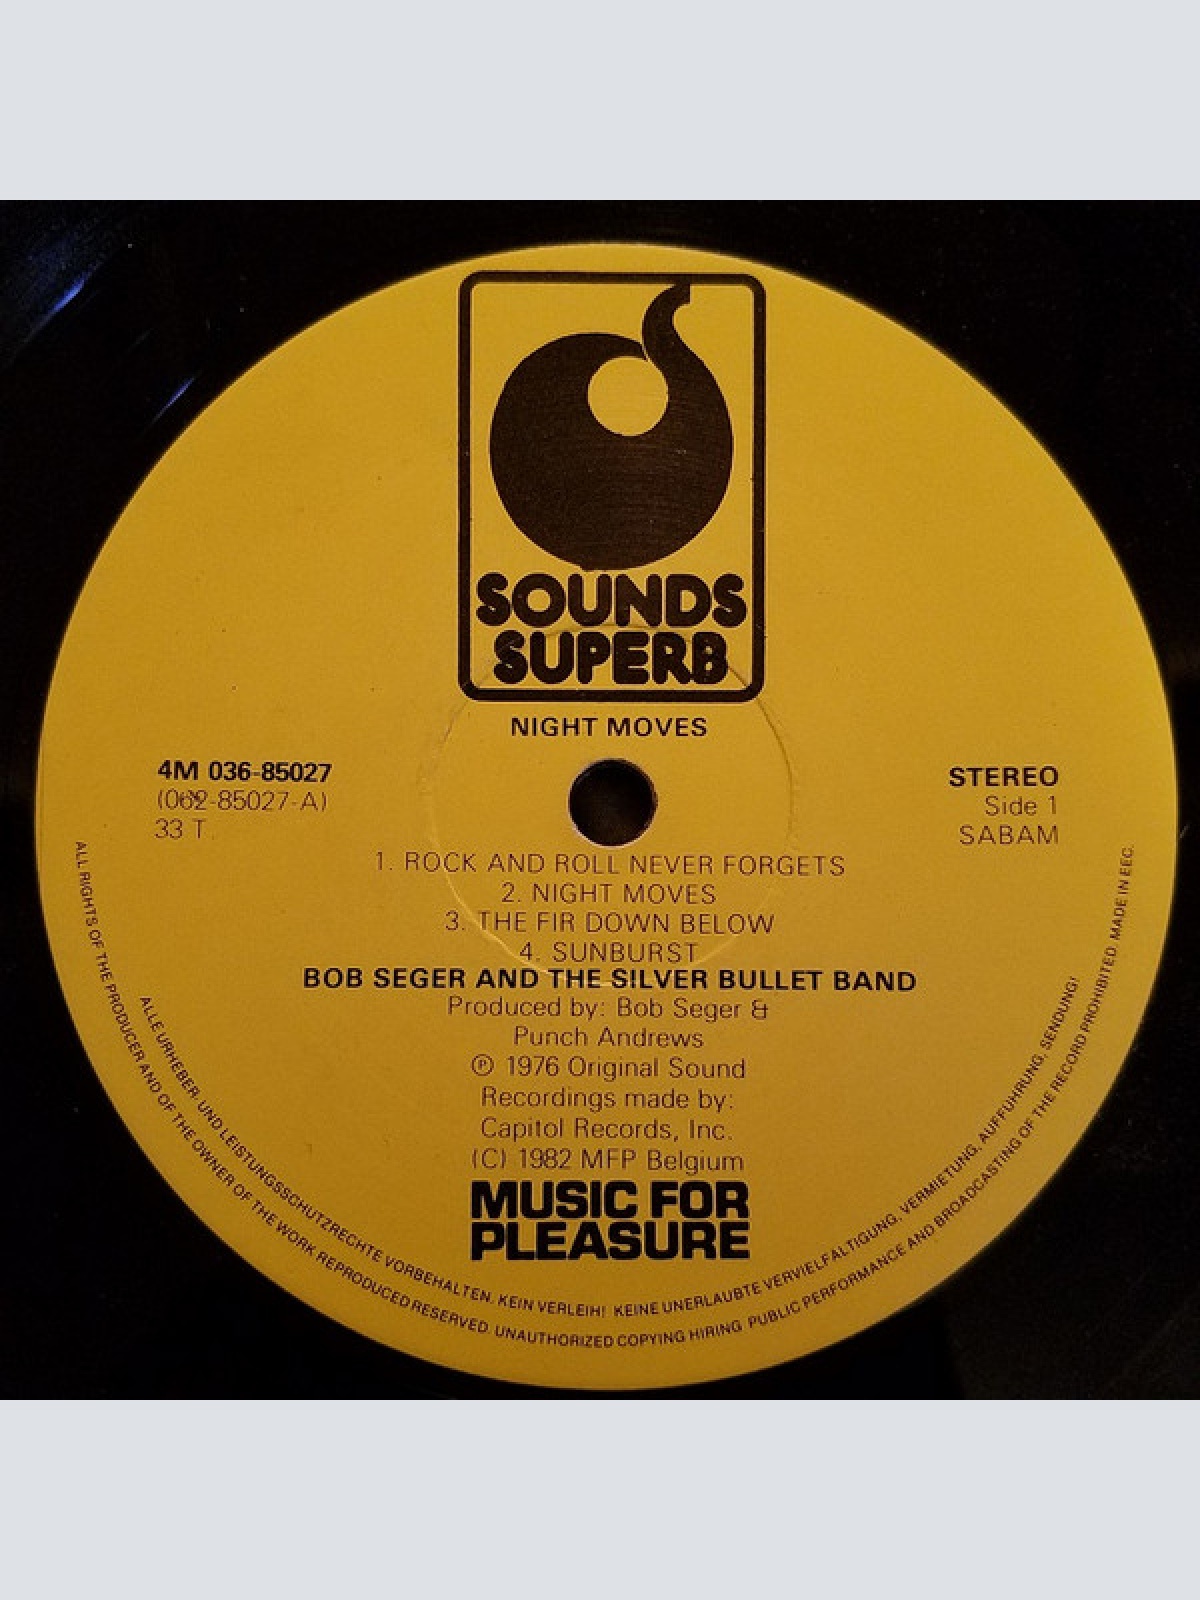 SOUNDS
SUPERB
NIGHT MOVES
4M 036-85027
(062-85027-A)
33 T
STEREO
Side 1
SABAM
1. ROCK AND ROLL NEVER FORGETS
2. NIGHT MOVES
3. THE FIR DOWN BELOW
4. SUNBURST
BOB SEGER AND THE SILVER BULLET BAND
Produced by: Bob Seger &
Punch Andrews
Ⓟ 1976 Original Sound
Recordings made by:
Capitol Records, Inc.
(C) 1982 MFP Belgium
MUSIC FOR
PLEASURE
ALLE URHEBER. UND LEISTUNGSSCHUTZRECHTE VORBEHALTEN. KEIN VERLEIH! KEINE UNERLAUBTE VERVIELFALTIGUNG, VERMIETUNG, AUFFUHRUNG, SENDUNG!
ALL RIGHTS OF THE PRODUCER AND OF THE OWNER OF THE WORK REPRODUCED RESERVED. UNAUTHORIZED COPYING HIRING PUBLIC PERFORMANCE AND BROADCASTING OF THE RECORD PROHIBITED. MADE IN EEC.